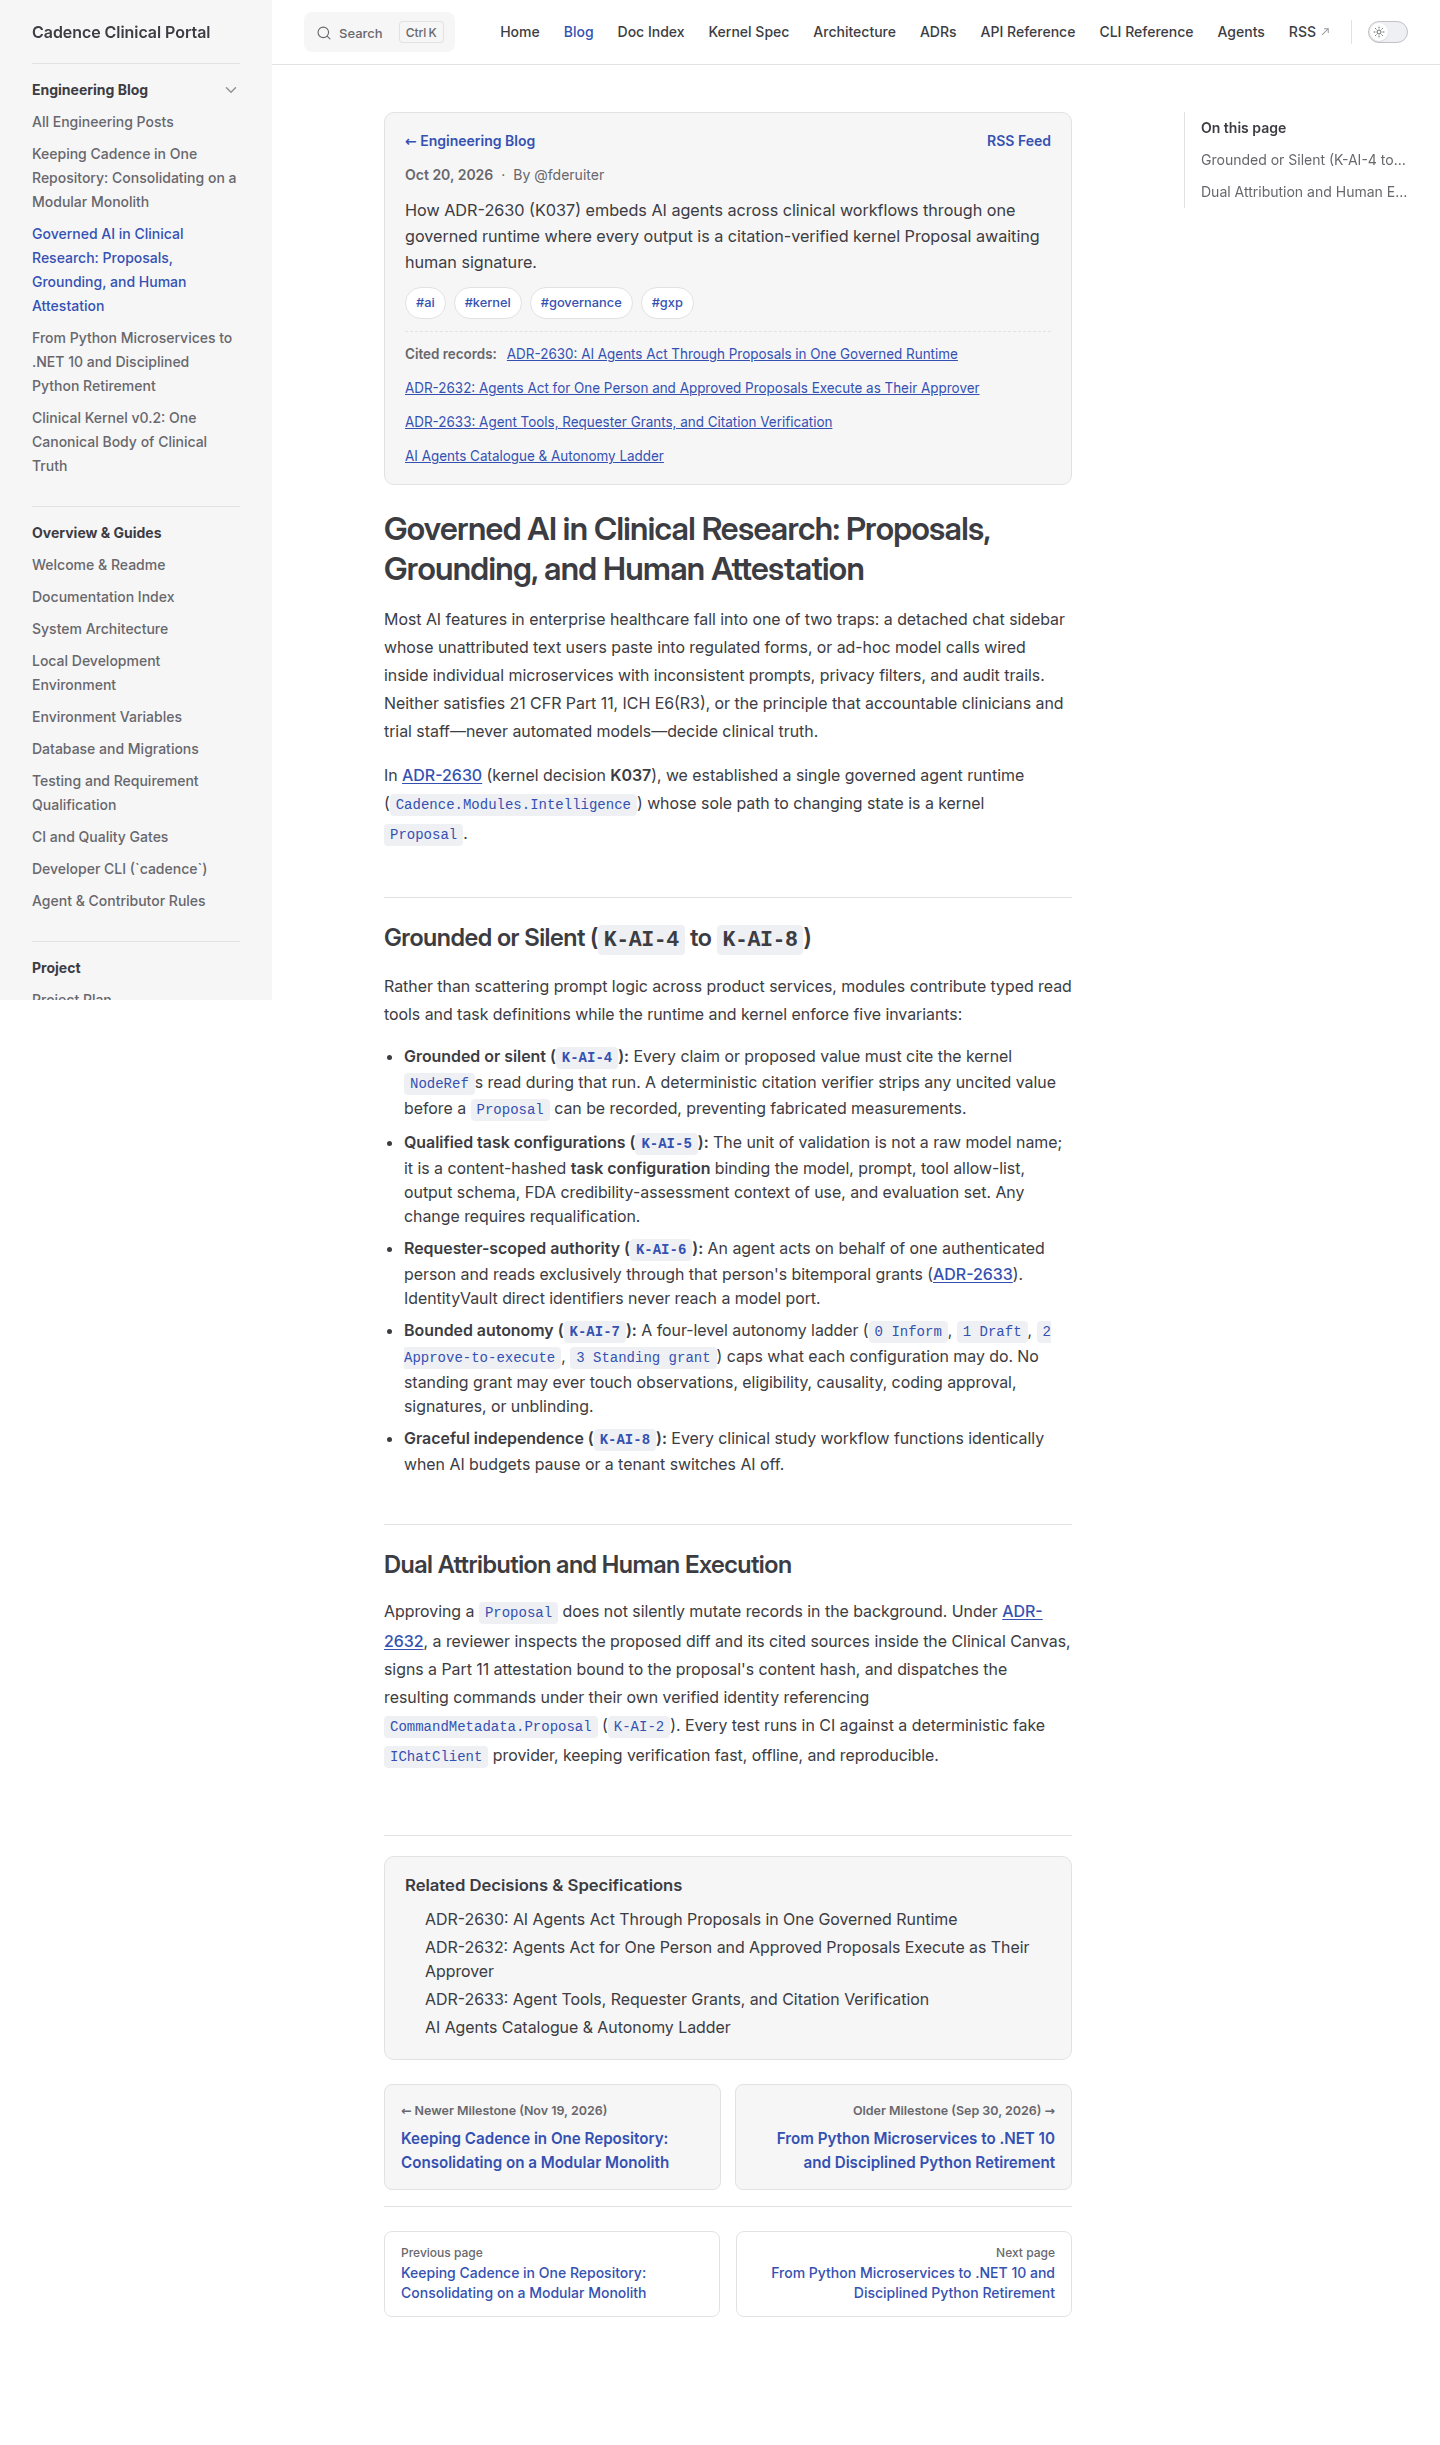 Cadence Clinical Portal
Engineering Blog
All Engineering Posts
Keeping Cadence in One
Repository: Consolidating on a
Modular Monolith
Governed AI in Clinical
Research: Proposals,
Grounding, and Human
Attestation
From Python Microservices to
.NET 10 and Disciplined
Python Retirement
Clinical Kernel v0.2: One
Canonical Body of Clinical
Truth
Overview & Guides
Welcome & Readme
Documentation Index
System Architecture
Local Development
Environment
Environment Variables
Database and Migrations
Testing and Requirement
Qualification
CI and Quality Gates
Developer CLI (`cadence`)
Agent & Contributor Rules
Project
Project Plan
Search Ctrl K
Home Blog Doc Index Kernel Spec Architecture ADRs API Reference CLI Reference Agents RSS
← Engineering Blog RSS Feed
Oct 20, 2026 · By @fderuiter
How ADR-2630 (K037) embeds AI agents across clinical workflows through one
governed runtime where every output is a citation-verified kernel Proposal awaiting
human signature.
#ai #kernel #governance #gxp
Cited records: ADR-2630: AI Agents Act Through Proposals in One Governed Runtime
ADR-2632: Agents Act for One Person and Approved Proposals Execute as Their Approver
ADR-2633: Agent Tools, Requester Grants, and Citation Verification
AI Agents Catalogue & Autonomy Ladder
Governed AI in Clinical Research: Proposals,
Grounding, and Human Attestation
Most AI features in enterprise healthcare fall into one of two traps: a detached chat sidebar
whose unattributed text users paste into regulated forms, or ad-hoc model calls wired
inside individual microservices with inconsistent prompts, privacy filters, and audit trails.
Neither satisfies 21 CFR Part 11, ICH E6(R3), or the principle that accountable clinicians and
trial staff—never automated models—decide clinical truth.
In ADR-2630 (kernel decision K037), we established a single governed agent runtime
(Cadence.Modules.Intelligence) whose sole path to changing state is a kernel
Proposal.
Grounded or Silent (K-AI-4 to K-AI-8)
Rather than scattering prompt logic across product services, modules contribute typed read
tools and task definitions while the runtime and kernel enforce five invariants:
• Grounded or silent (K-AI-4): Every claim or proposed value must cite the kernel
NodeRefs read during that run. A deterministic citation verifier strips any uncited value
before a Proposal can be recorded, preventing fabricated measurements.
• Qualified task configurations (K-AI-5): The unit of validation is not a raw model name;
it is a content-hashed task configuration binding the model, prompt, tool allow-list,
output schema, FDA credibility-assessment context of use, and evaluation set. Any
change requires requalification.
• Requester-scoped authority (K-AI-6): An agent acts on behalf of one authenticated
person and reads exclusively through that person's bitemporal grants (ADR-2633).
IdentityVault direct identifiers never reach a model port.
• Bounded autonomy (K-AI-7): A four-level autonomy ladder (0 Inform, 1 Draft, 2
Approve-to-execute, 3 Standing grant) caps what each configuration may do. No
standing grant may ever touch observations, eligibility, causality, coding approval,
signatures, or unblinding.
• Graceful independence (K-AI-8): Every clinical study workflow functions identically
when AI budgets pause or a tenant switches AI off.
Dual Attribution and Human Execution
Approving a Proposal does not silently mutate records in the background. Under ADR-
2632, a reviewer inspects the proposed diff and its cited sources inside the Clinical Canvas,
signs a Part 11 attestation bound to the proposal's content hash, and dispatches the
resulting commands under their own verified identity referencing
CommandMetadata.Proposal (K-AI-2). Every test runs in CI against a deterministic fake
IChatClient provider, keeping verification fast, offline, and reproducible.
Related Decisions & Specifications
ADR-2630: AI Agents Act Through Proposals in One Governed Runtime
ADR-2632: Agents Act for One Person and Approved Proposals Execute as Their
Approver
ADR-2633: Agent Tools, Requester Grants, and Citation Verification
AI Agents Catalogue & Autonomy Ladder
← Newer Milestone (Nov 19, 2026)
Keeping Cadence in One Repository:
Consolidating on a Modular Monolith
Older Milestone (Sep 30, 2026) →
From Python Microservices to .NET 10
and Disciplined Python Retirement
Previous page
Keeping Cadence in One Repository:
Consolidating on a Modular Monolith
Next page
From Python Microservices to .NET 10 and
Disciplined Python Retirement
On this page
Grounded or Silent (K-AI-4 to...
Dual Attribution and Human E...